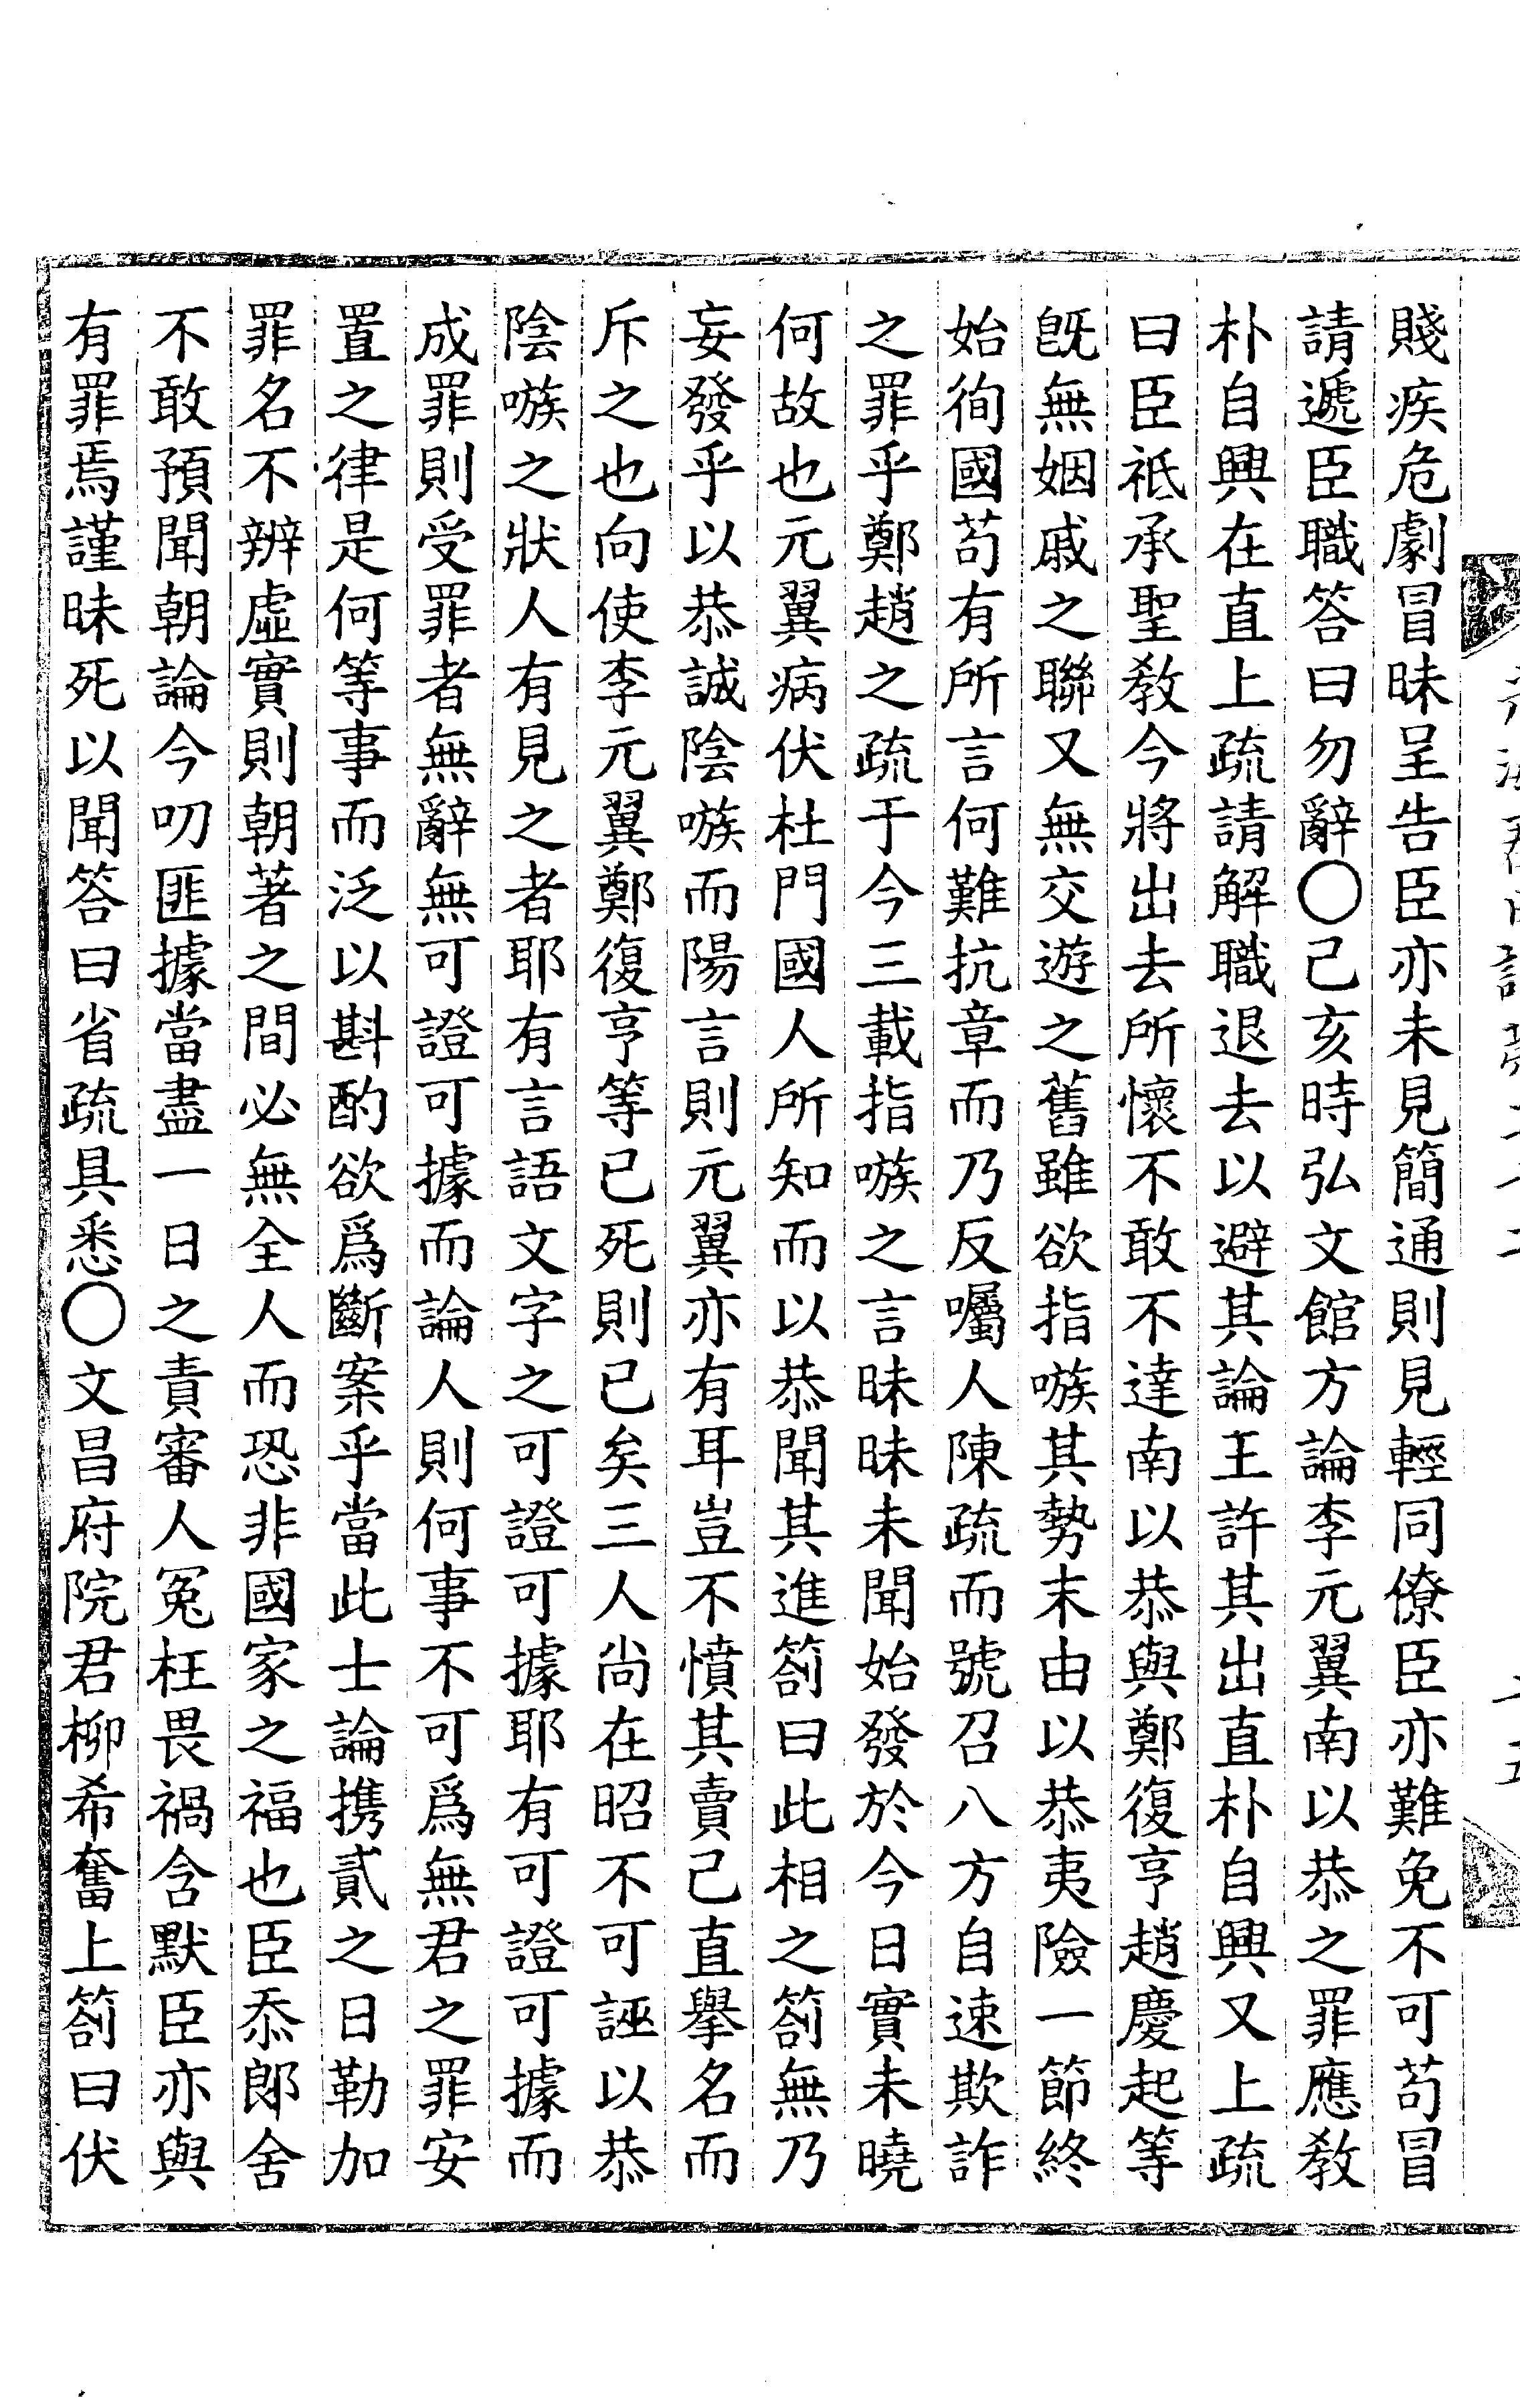 賤疾危劇冒昧呈告臣亦未見簡通則見輕同僚臣亦難免不可苟冒
請遞臣職答曰勿辭○己亥時弘文館方論李元翼南以恭之罪應敎
朴自興在直上疏請解職退去以避其論王許其出直朴自興又上疏
曰臣祗承聖敎今將出去所懷不敢不達南以恭與鄭復亨趙慶起等
旣無姻戚之聯又無交遊之舊雖欲指嗾其勢末由以恭夷險一節終
始徇國苟有所言何難抗章而乃反囑人陳疏而號召八方自速欺詐
之罪乎鄭趙之疏于今三載指嗾之言昧昧未聞始發於今日實未曉
何故也元翼病伏杜門國人所知而以恭聞其進箚曰此相之箚無乃
妄發乎以恭誠陰嗾而陽言則元翼亦有耳豈不憤其賣己直擧名而
斥之也向使李元翼鄭復亨等已死則已矣三人尙在昭不可誣以恭
陰嗾之狀人有見之者耶有言語文字之可證可據耶有可證可據而
成罪則受罪者無辭無可證可據而論人則何事不可爲無君之罪安
置之律是何等事而泛以斟酌欲爲斷案乎當此士論携貳之日勒加
罪名不辨虛實則朝著之間必無全人而恐非國家之福也臣忝郞舍
不敢預聞朝論今叨匪據當盡一日之責審人冤枉畏禍含默臣亦與
有罪焉謹昧死以聞答曰省疏具悉○文昌府院君柳希奮上箚曰伏